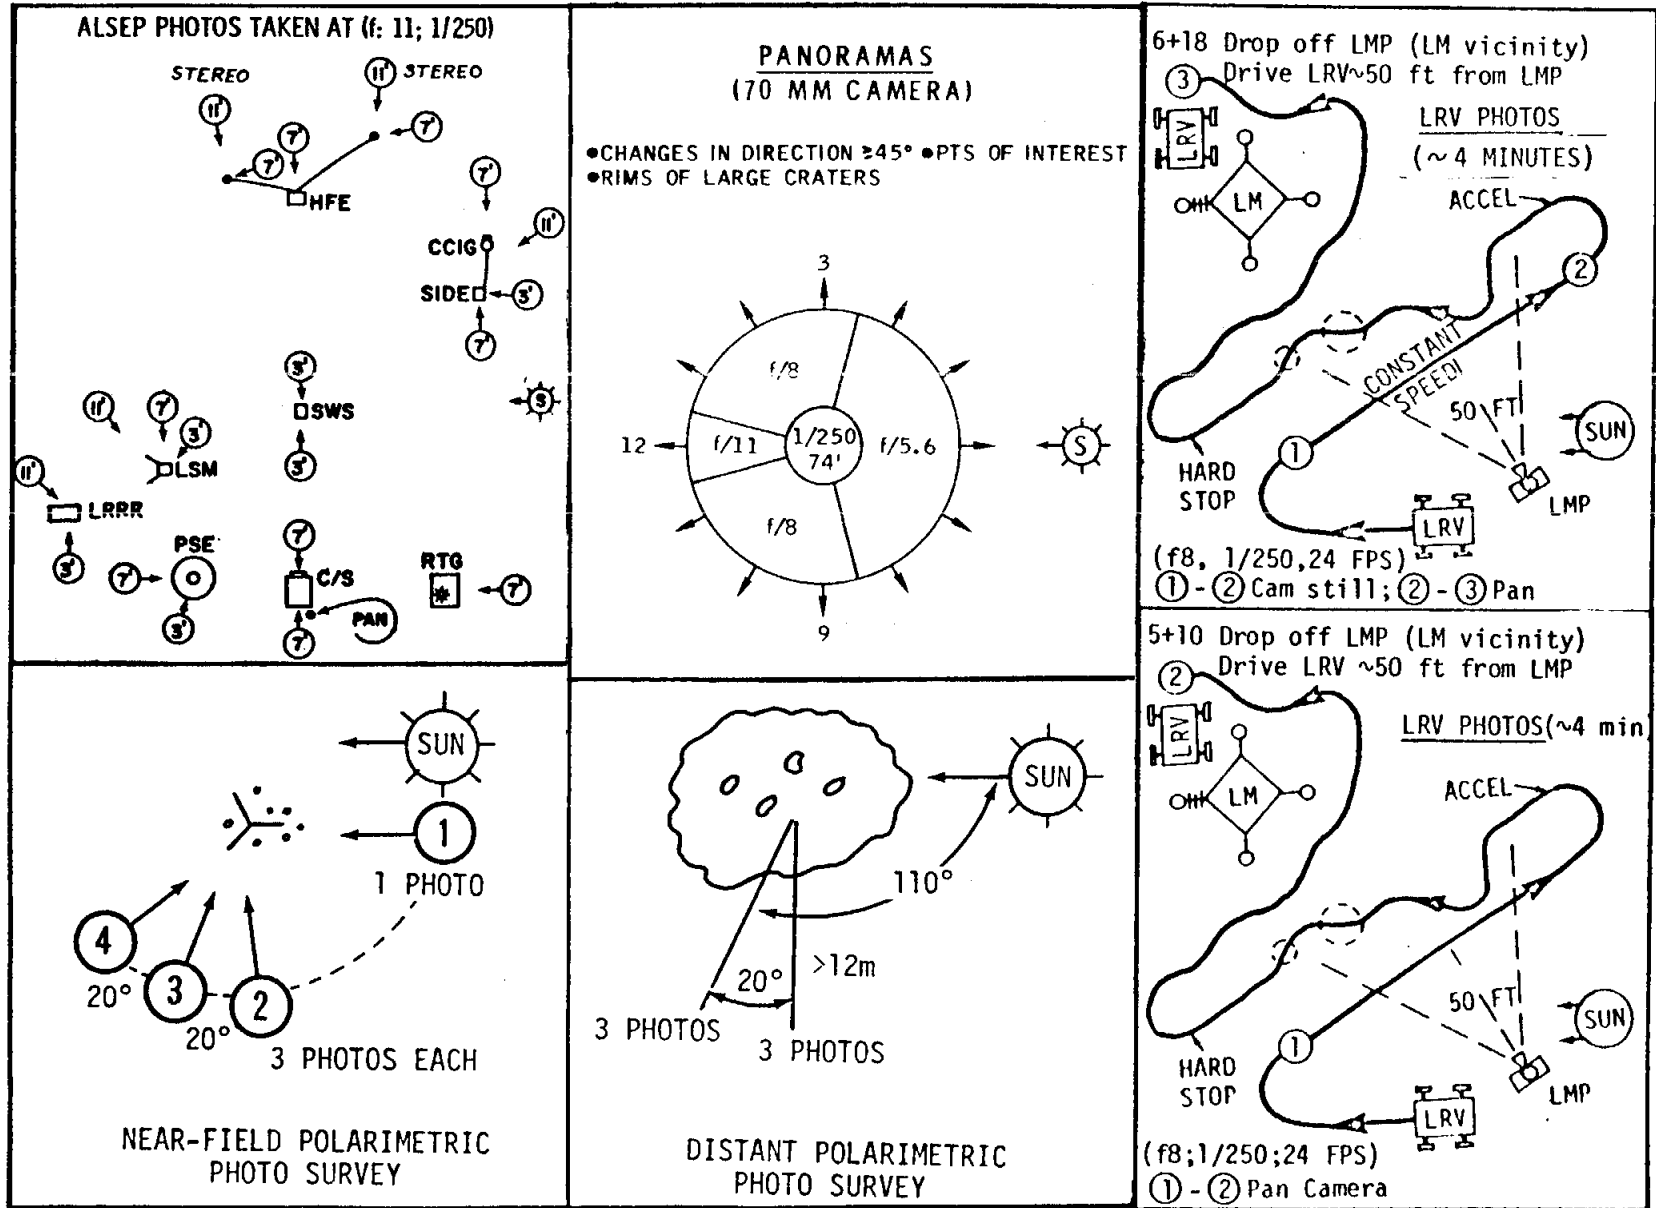 ALSEP PHOTOS TAKEN AT (f: 11; 1/250)
STEREO
11' STEREO
11'
7'
7'
7'
HFE
7'
11'
CCIG
SIDE
3'
7'
3'
SWS
S
11'
7'
3'
3'
LSM
11'
LRRR
3'
PSE
7'
3'
7'
C/S
PAN
7'
RTG
7'
PANORAMAS
(70 MM CAMERA)
●CHANGES IN DIRECTION ≥45° ●PTS OF INTEREST
●RIMS OF LARGE CRATERS
3
f/8
12
f/11
1/250
74'
f/5.6
S
f/8
9
6+18 Drop off LMP (LM vicinity)
3 Drive LRV~50 ft from LMP
LRV
LRV PHOTOS
(~ 4 MINUTES)
LM
ACCEL
2
CONSTANT
SPEED!
50 FT
SUN
1
HARD
STOP
LMP
LRV
(f8, 1/250,24 FPS)
1 - 2 Cam still; 2 - 3 Pan
SUN
1
1 PHOTO
4
3
2
20°
20°
3 PHOTOS EACH
NEAR-FIELD POLARIMETRIC
PHOTO SURVEY
SUN
110°
>12m
20°
3 PHOTOS
3 PHOTOS
DISTANT POLARIMETRIC
PHOTO SURVEY
5+10 Drop off LMP (LM vicinity)
2 Drive LRV ~50 ft from LMP
LRV
LRV PHOTOS(~4 min
LM
ACCEL
50 FT
SUN
1
HARD
STOP
LMP
LRV
(f8;1/250;24 FPS)
1 - 2 Pan Camera